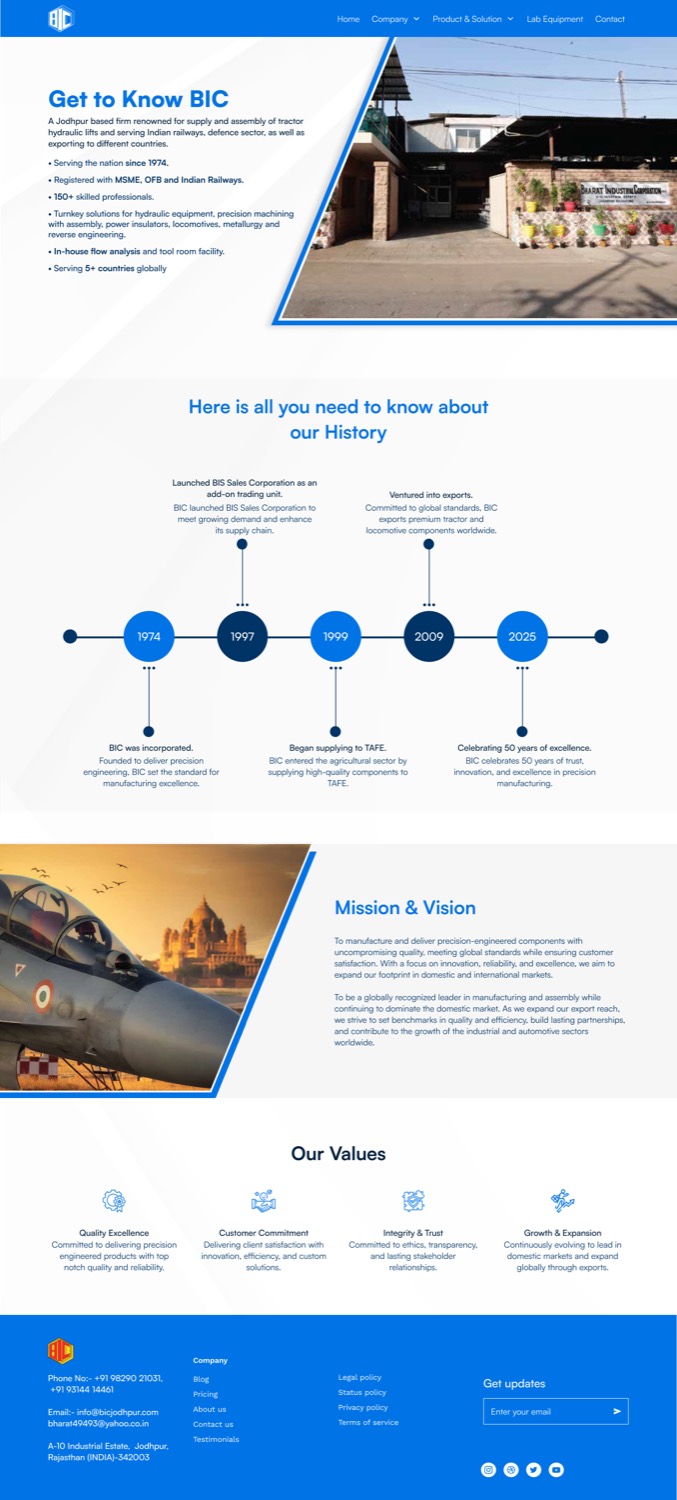 BIC
Home
Company
Product & Solution
Lab Equipment
Contact
Get to Know BIC
A Jodhpur based firm renowned for supply and assembly of tractor
hydraulic lifts and serving Indian railways, defence sector, as well as
exporting to different countries.
• Serving the nation since 1974.
• Registered with MSME, OFB and Indian Railways.
• 150+ skilled professionals.
• Turnkey solutions for hydraulic equipment, precision machining
with assembly, power insulators, locomotives, metallurgy and
reverse engineering.
• In-house flow analysis and tool room facility.
• Serving 5+ countries globally
BHARAT INDUSTRIAL CORPORATION
Here is all you need to know about
our History
Launched BIS Sales Corporation as an
add-on trading unit.
BIC launched BIS Sales Corporation to
meet growing demand and enhance
its supply chain.
Ventured into exports.
Committed to global standards, BIC
exports premium tractor and
locomotive components worldwide.
1974
1997
1999
2009
2025
BIC was incorporated.
Founded to deliver precision
engineering, BIC set the standard for
manufacturing excellence.
Began supplying to TAFE.
BIC entered the agricultural sector by
supplying high-quality components to
TAFE.
Celebrating 50 years of excellence.
BIC celebrates 50 years of trust,
innovation, and excellence in precision
manufacturing.
Mission & Vision
To manufacture and deliver precision-engineered components with
uncompromising quality, meeting global standards while ensuring customer
satisfaction. With a focus on innovation, reliability, and excellence, we aim to
expand our footprint in domestic and international markets.
To be a globally recognized leader in manufacturing and assembly while
continuing to dominate the domestic market. As we expand our export reach,
we strive to set benchmarks in quality and efficiency, build lasting partnerships,
and contribute to the growth of the industrial and automotive sectors
worldwide.
Our Values
Quality Excellence
Committed to delivering precision
engineered products with top
notch quality and reliability.
Customer Commitment
Delivering client satisfaction with
innovation, efficiency, and custom
solutions.
Integrity & Trust
Committed to ethics, transparency,
and lasting stakeholder
relationships.
Growth & Expansion
Continuously evolving to lead in
domestic markets and expand
globally through exports.
BIC
Phone No:- +91 98290 21031,
+91 93144 14461
Email:- info@bicjodhpur.com
bharat49493@yahoo.co.in
A-10 Industrial Estate, Jodhpur,
Rajasthan (INDIA)-342003
Company
Blog
Pricing
About us
Contact us
Testimonials
Legal policy
Status policy
Privacy policy
Terms of service
Get updates
Enter your email